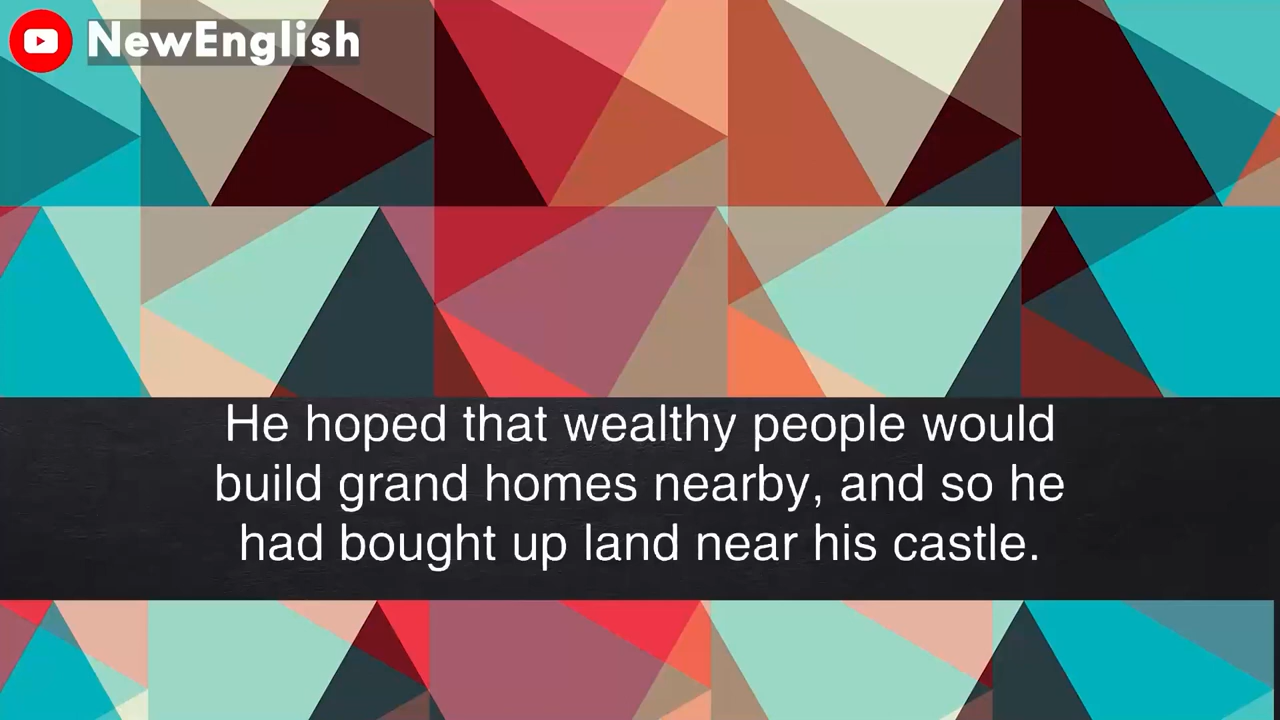 NewEnglish
He hoped that wealthy people would
build grand homes nearby, and so he
had bought up land near his castle.